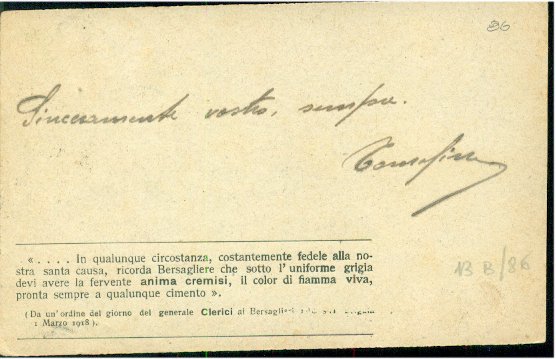 86
Sinceramente vostro, sempre.
13 B/86
« . . . . In qualunque circostanza, costantemente fedele alla no-
stra santa causa, ricorda Bersagliere che sotto l'uniforme grigia
devi avere la fervente anima cremisi, il color di fiamma viva,
pronta sempre a qualunque cimento ».
(Da un'ordine del giorno del generale Clerici ai Bersaglieri
1 Marzo 1918).